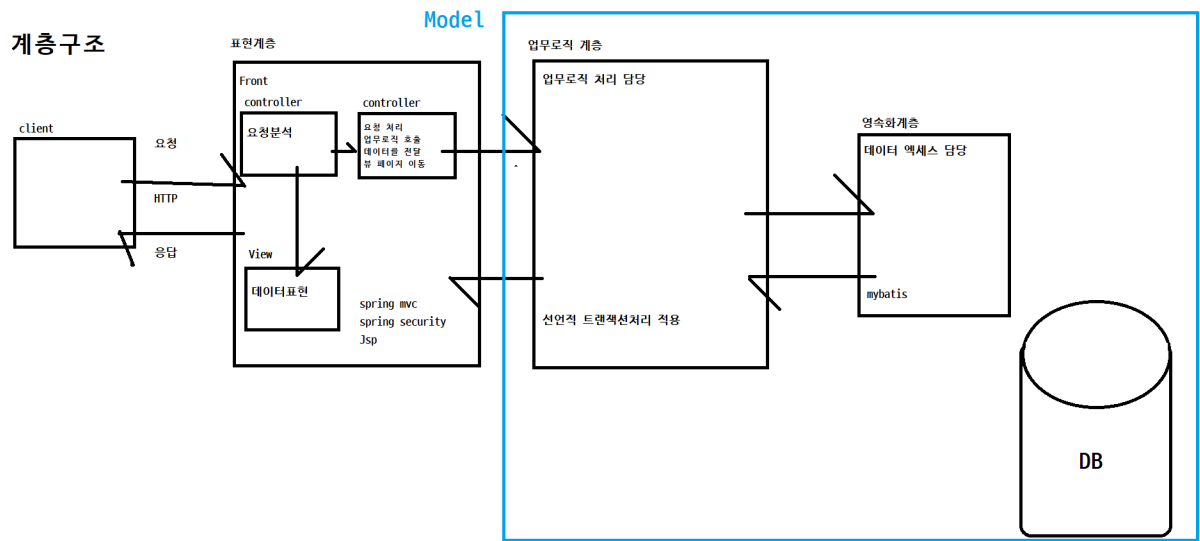 Model
계층구조
표현계층
업무로직 계층
Front
업무로직 처리 담당
controller
controller
client
요청
요청분석
요청 처리
업무로직 호출
데이터를 전달
뷰 페이지 이동
영속화계층
데이터 엑세스 담당
HTTP
응답
View
데이터표현
spring mvc
spring security
Jsp
선언적 트랜잭션처리 적용
mybatis
DB